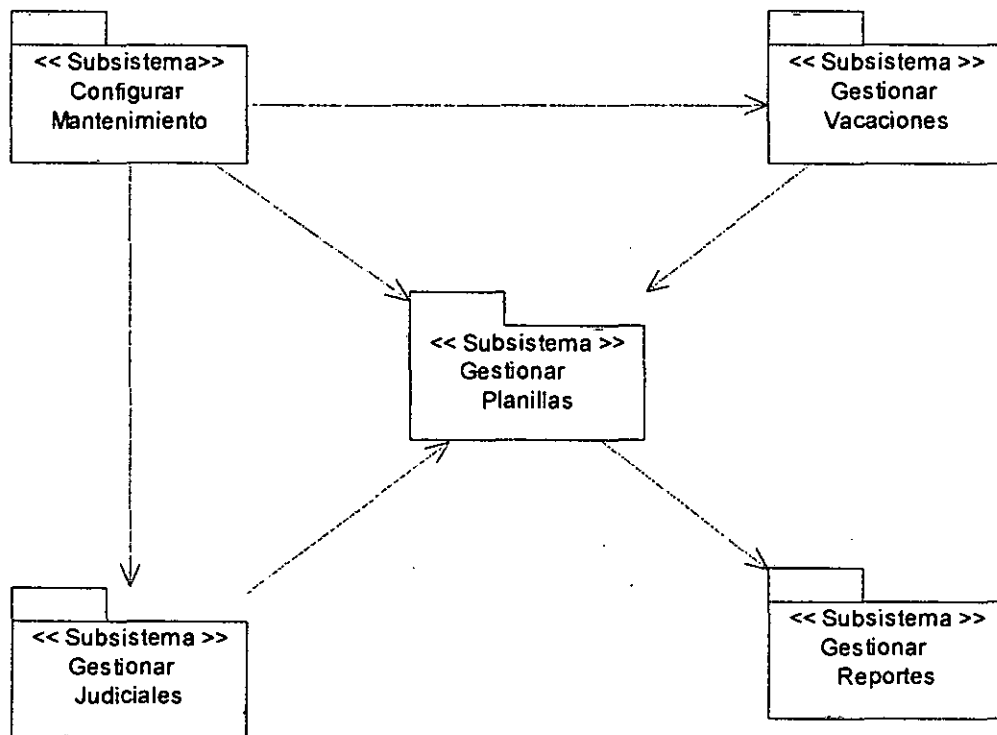 << Subsistema>>
Configurar
Mantenimiento
<< Subsistema >>
Gestionar
Vacaciones
<< Subsistema >>
Gestionar
Planillas
<< Subsistema >>
Gestionar
Judiciales
<< Subsistema >>
Gestionar
Reportes